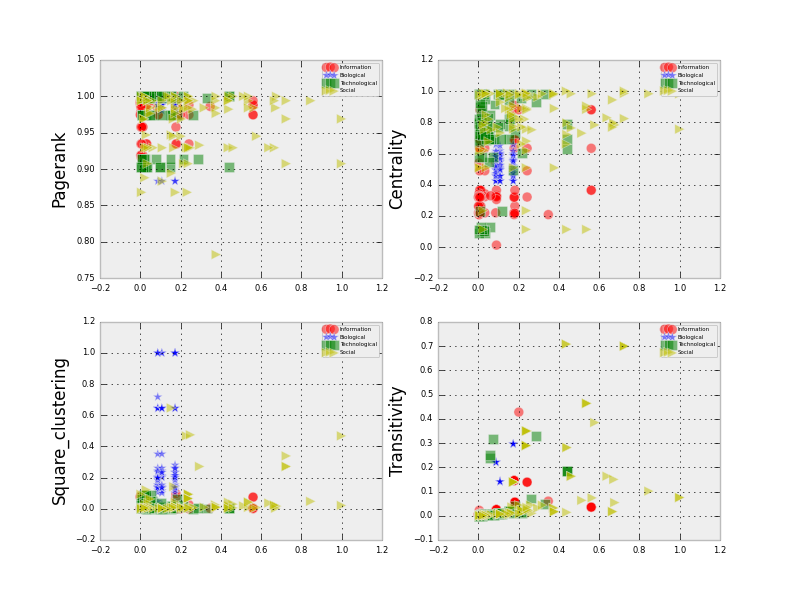 Pagerank
1.05
1.00
0.95
0.90
0.85
0.80
0.75
−0.2 0.0 0.2 0.4 0.6 0.8 1.0 1.2
Information
Biological
Technological
Social
Centrality
1.2
1.0
0.8
0.6
0.4
0.2
0.0
−0.2
−0.2 0.0 0.2 0.4 0.6 0.8 1.0 1.2
Information
Biological
Technological
Social
Square_clustering
1.2
1.0
0.8
0.6
0.4
0.2
0.0
−0.2
−0.2 0.0 0.2 0.4 0.6 0.8 1.0 1.2
Information
Biological
Technological
Social
Transitivity
0.8
0.7
0.6
0.5
0.4
0.3
0.2
0.1
0.0
−0.1
−0.2 0.0 0.2 0.4 0.6 0.8 1.0 1.2
Information
Biological
Technological
Social